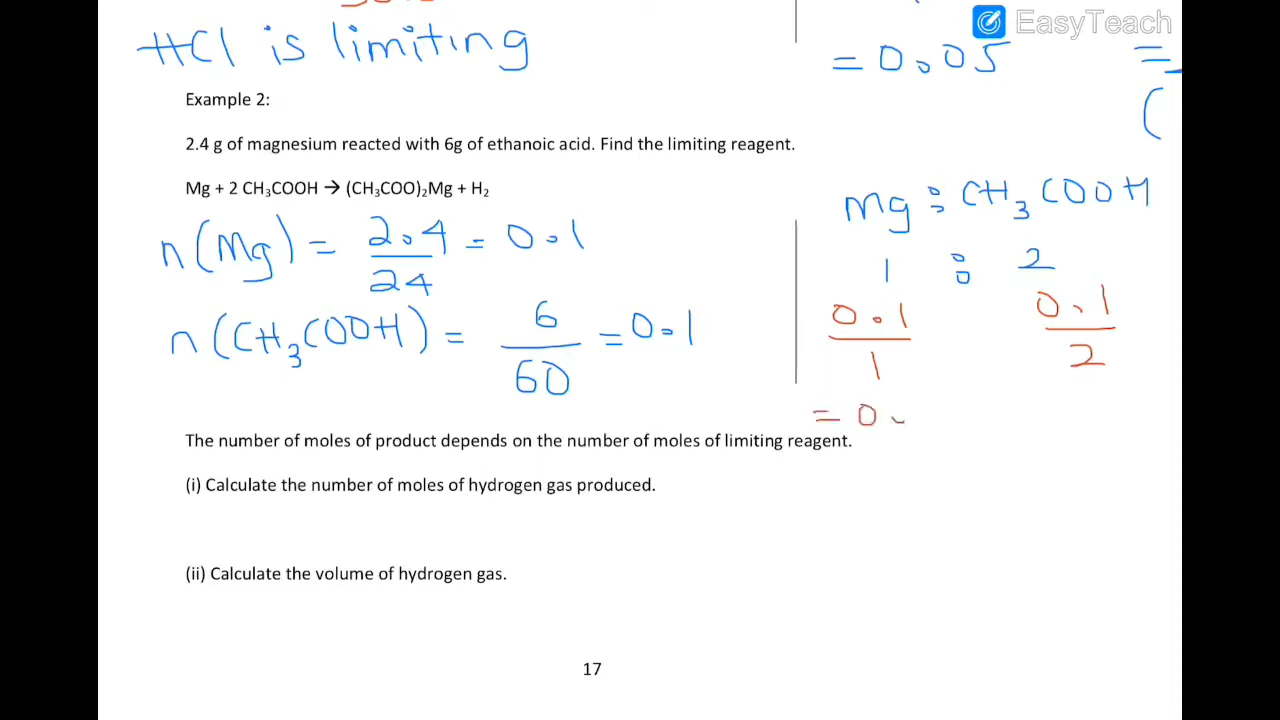 EasyTeach
HCl is limiting
= 0.05
=
(
Example 2:
2.4 g of magnesium reacted with 6g of ethanoic acid. Find the limiting reagent.
Mg + 2 CH₃COOH → (CH₃COO)₂Mg + H₂
n(Mg) = 2.4/24 = 0.1
n(CH₃COOH) = 6/60 = 0.1
Mg : CH₃COOH
1 : 2
0.1/1 0.1/2
= 0.
The number of moles of product depends on the number of moles of limiting reagent.
(i) Calculate the number of moles of hydrogen gas produced.
(ii) Calculate the volume of hydrogen gas.
17